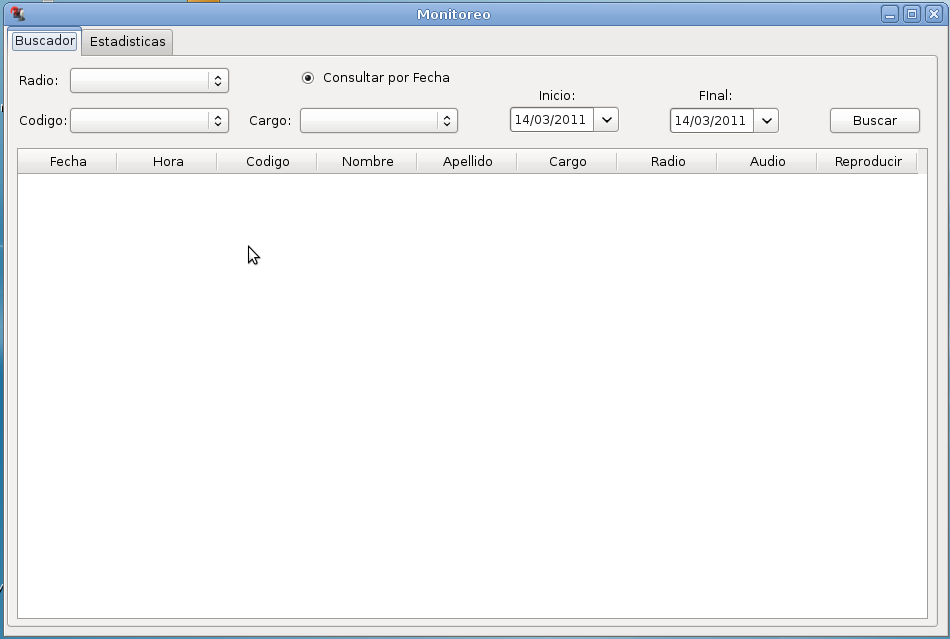 Monitoreo
Buscador Estadisticas
Radio: Consultar por Fecha
Inicio: FInal:
Codigo: Cargo: 14/03/2011 14/03/2011 Buscar
Fecha Hora Codigo Nombre Apellido Cargo Radio Audio Reproducir